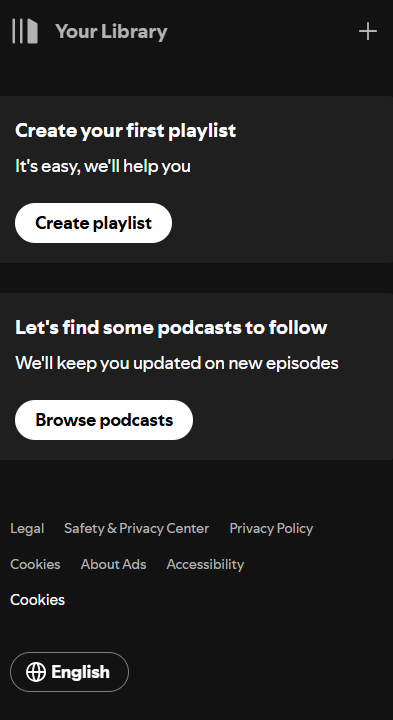 Your Library
Create your first playlist
It's easy, we'll help you
Create playlist
Let's find some podcasts to follow
We'll keep you updated on new episodes
Browse podcasts
Legal Safety & Privacy Center Privacy Policy
Cookies About Ads Accessibility
Cookies
English